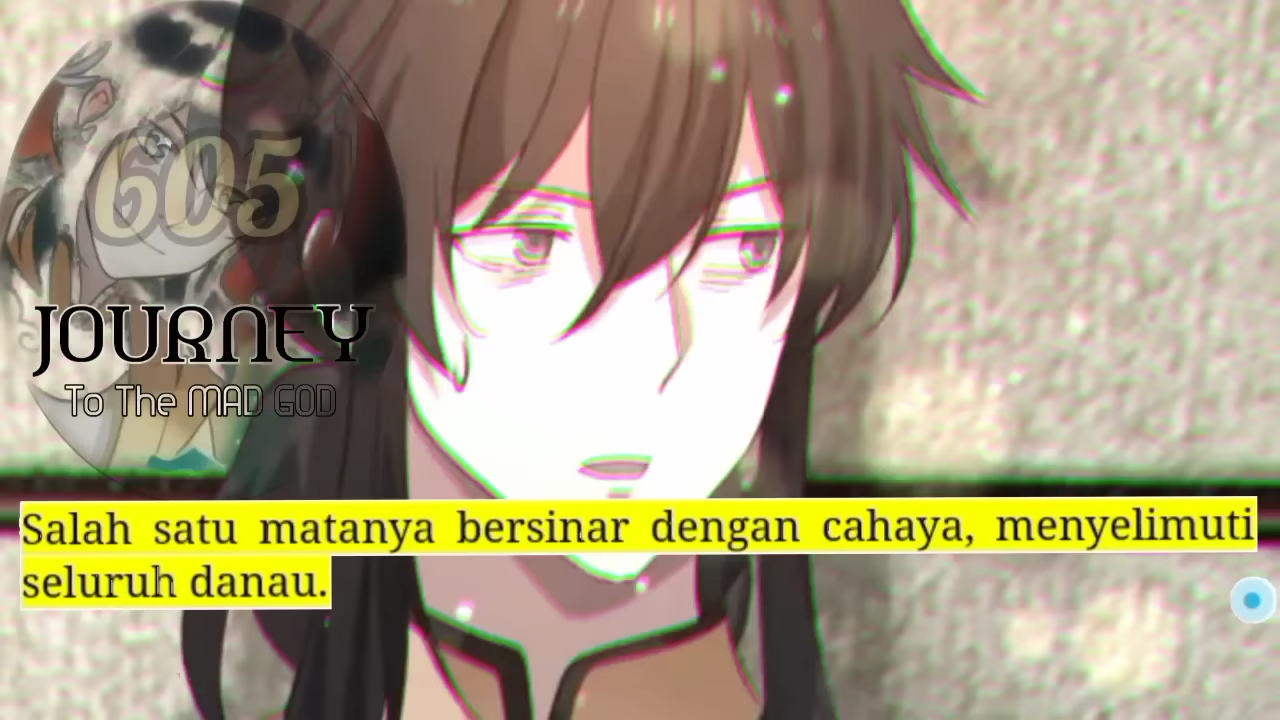 605
JOURNEY
To The MAD GOD
Salah satu matanya bersinar dengan cahaya, menyelimuti
seluruh danau.